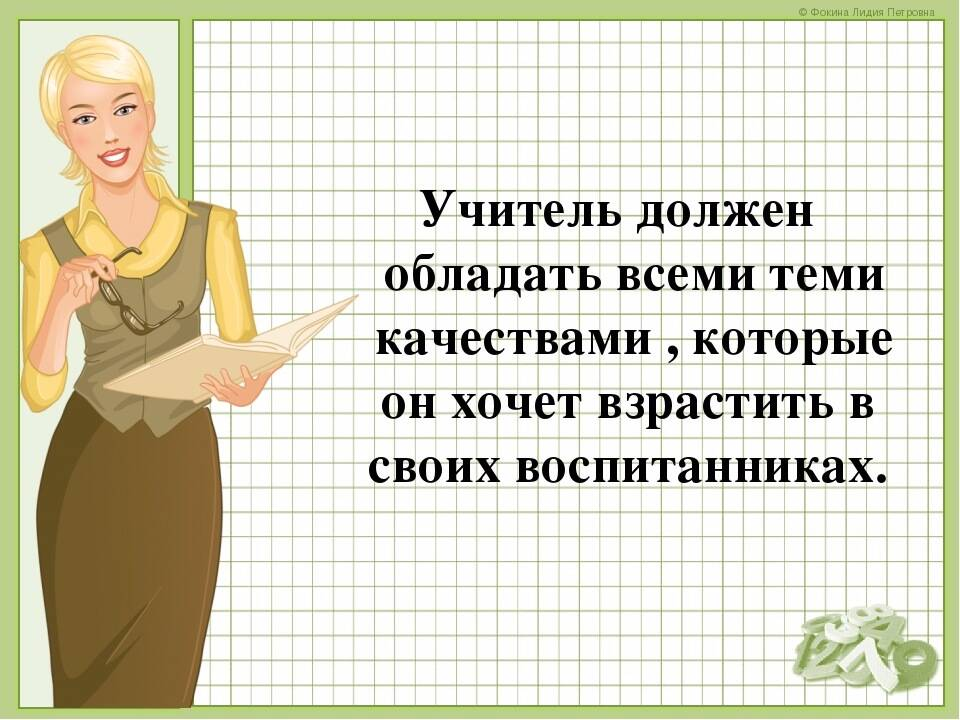 © Фокина Лидия Петровна
Учитель должен
обладать всеми теми
качествами , которые
он хочет взрастить в
своих воспитанниках.